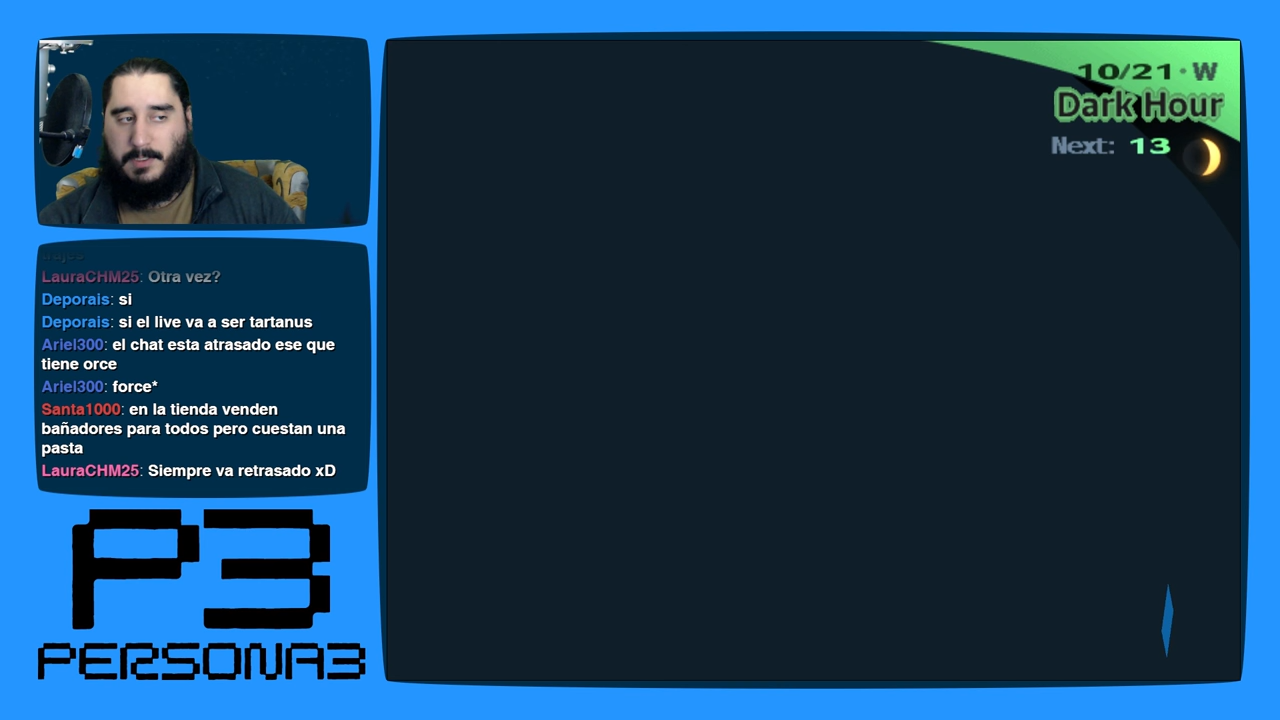 LauraCHM25: Otra vez?
Deporais: si
Deporais: si el live va a ser tartanus
Ariel300: el chat esta atrasado ese que
tiene orce
Ariel300: force*
Santa1000: en la tienda venden
bañadores para todos pero cuestan una
pasta
LauraCHM25: Siempre va retrasado xD
P3
PERSONA3
10/21·W
Dark Hour
Next: 13